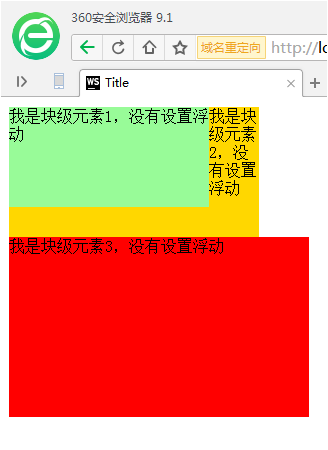 360安全浏览器 9.1
域名重定向 http://lo
WS Title
我是块级元素1，没有设置浮
动
我是块
级元素
2，没
有设置
浮动
我是块级元素3，没有设置浮动